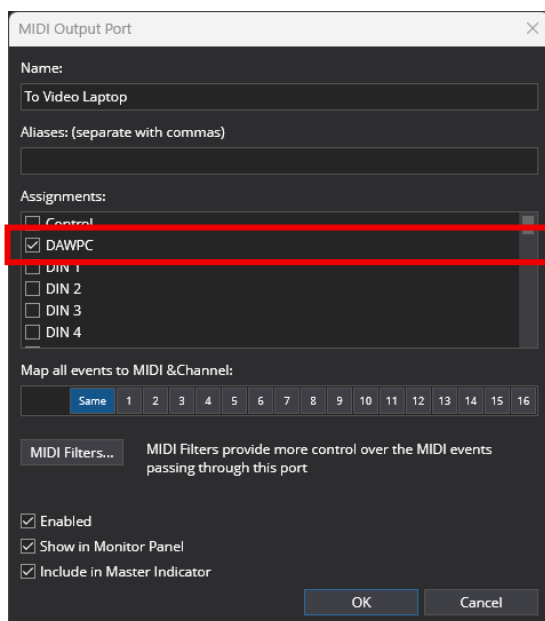 MIDI Output Port
Name:
To Video Laptop
Aliases: (separate with commas)
Assignments:
Control
DAWPC
DIN 1
DIN 2
DIN 3
DIN 4
Map all events to MIDI &Channel:
Same 1 2 3 4 5 6 7 8 9 10 11 12 13 14 15 16
MIDI Filters... MIDI Filters provide more control over the MIDI events
passing through this port
Enabled
Show in Monitor Panel
Include in Master Indicator
OK Cancel